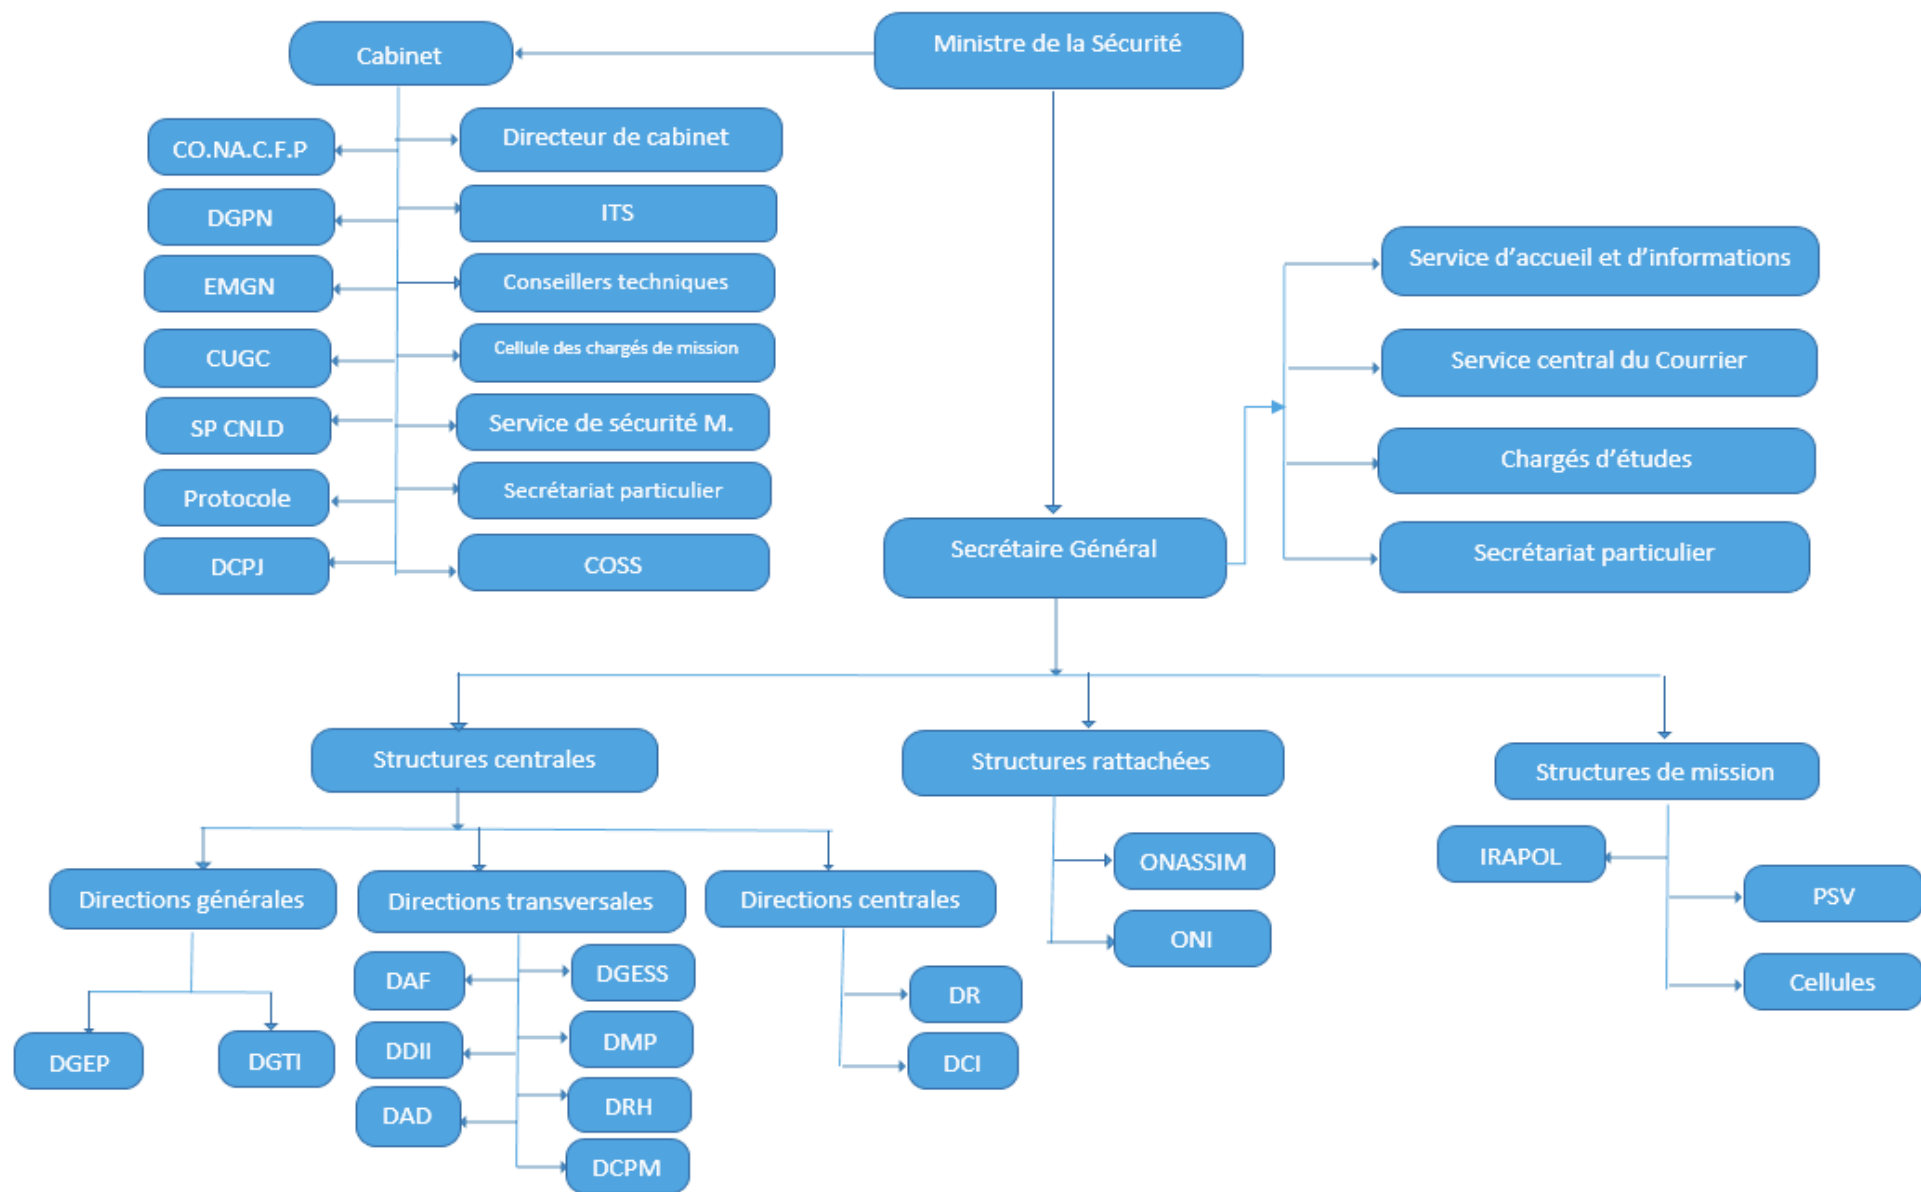 Ministre de la Sécurité
Cabinet
CO.NA.C.F.P
Directeur de cabinet
DGPN
ITS
EMGN
Conseillers techniques
CUGC
Cellule des chargés de mission
SP CNLD
Service de sécurité M.
Protocole
Secrétariat particulier
DCPJ
COSS
Service d’accueil et d’informations
Service central du Courrier
Chargés d’études
Secrétariat particulier
Secrétaire Général
Structures centrales
Structures rattachées
Structures de mission
Directions générales
Directions transversales
Directions centrales
DGEP
DGTI
DAF
DGESS
DDII
DMP
DAD
DRH
DCPM
DR
DCI
ONASSIM
ONI
IRAPOL
PSV
Cellules